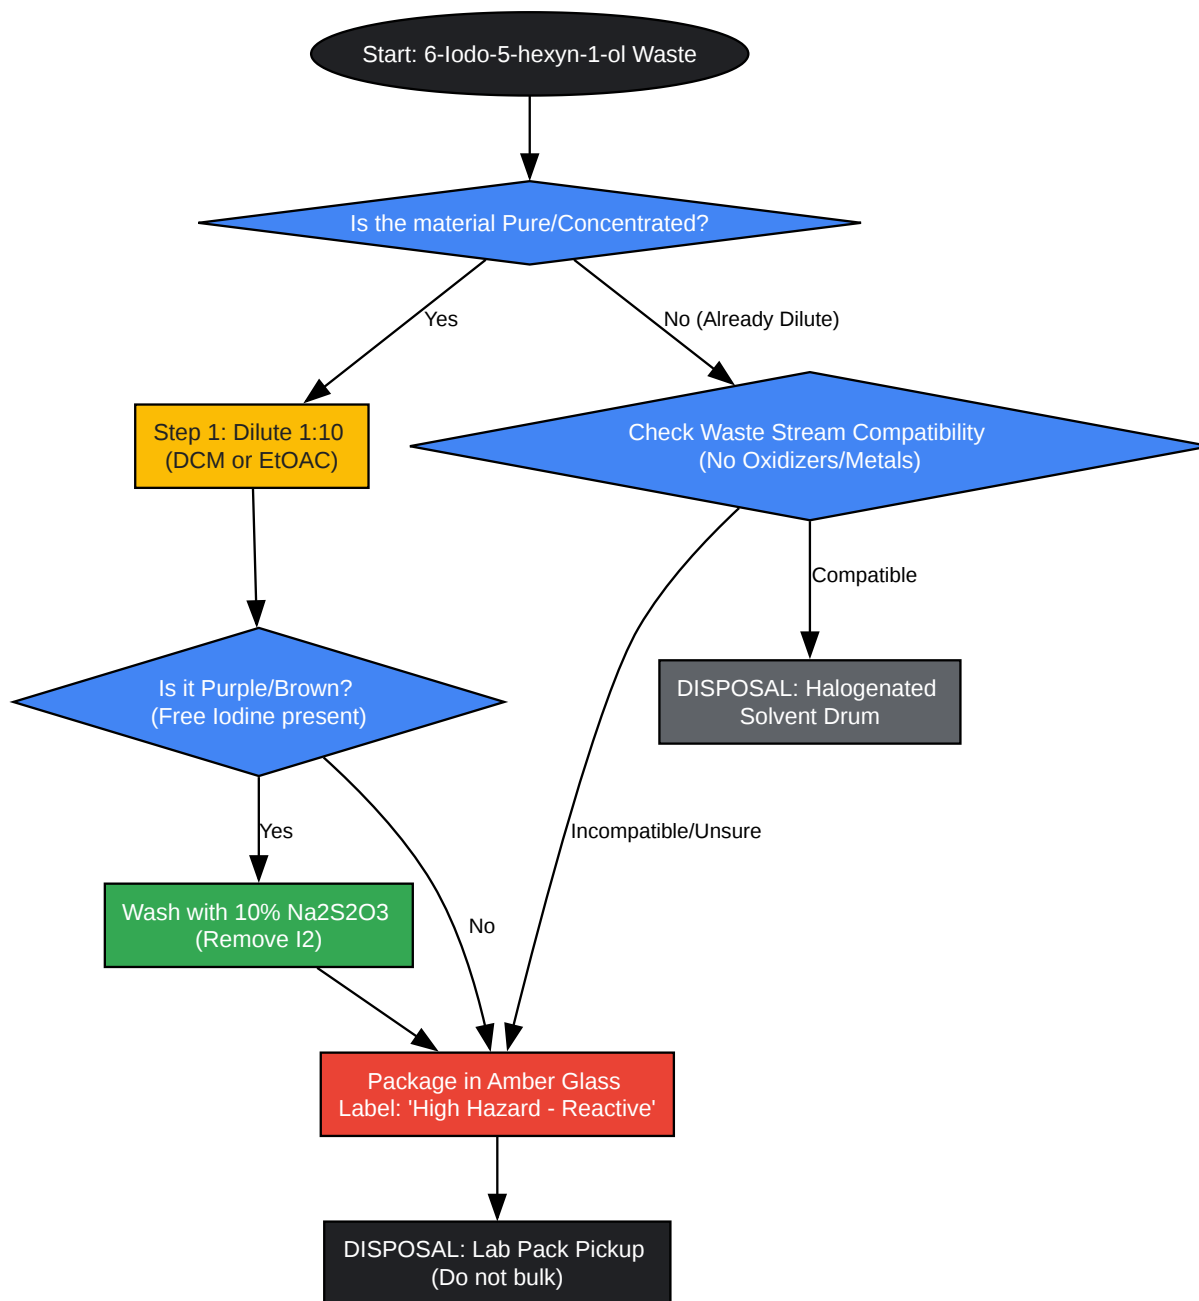 Start: 6-Iodo-5-hexyn-1-ol Waste
Is the material Pure/Concentrated?
Yes
No (Already Dilute)
Step 1: Dilute 1:10
(DCM or EtOAC)
Check Waste Stream Compatibility
(No Oxidizers/Metals)
Compatible
Is it Purple/Brown?
(Free Iodine present)
DISPOSAL: Halogenated
Solvent Drum
Yes
Incompatible/Unsure
Wash with 10% Na2S2O3
(Remove I2)
No
Package in Amber Glass
Label: 'High Hazard - Reactive'
DISPOSAL: Lab Pack Pickup
(Do not bulk)